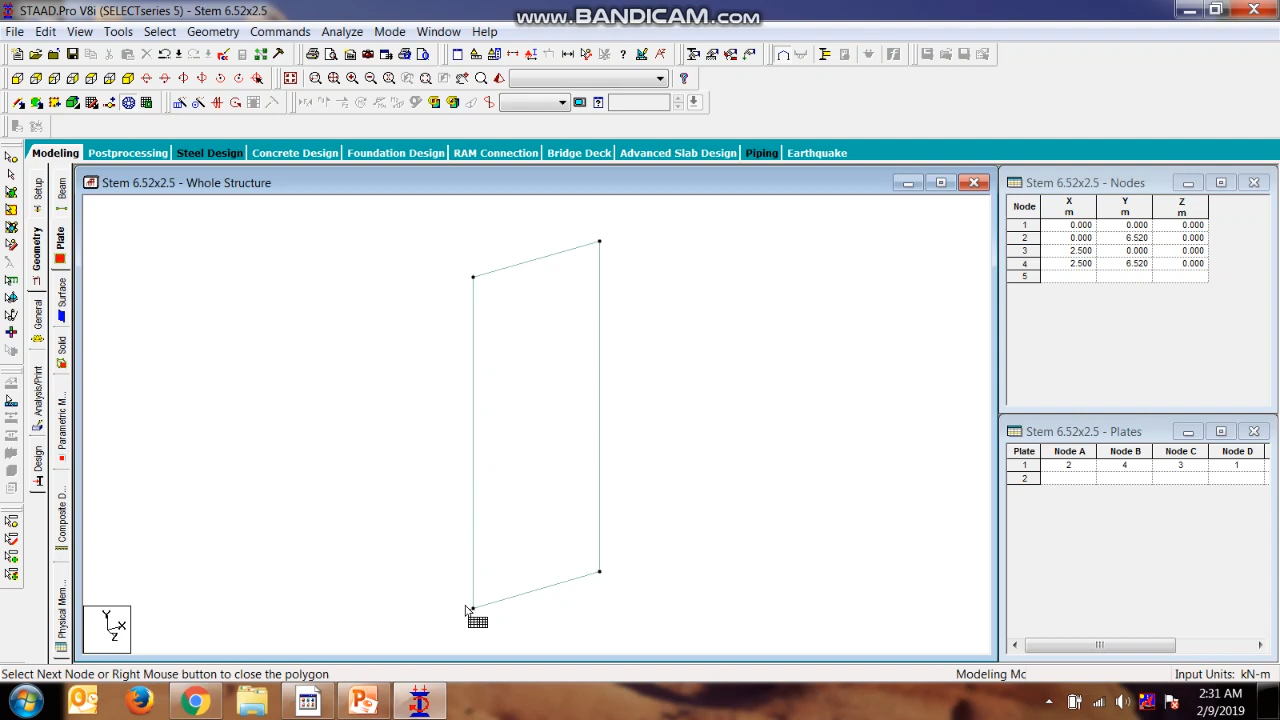 STAAD.Pro V8i (SELECTseries 5) - Stem 6.52x2.5
www.BANDICAM.com
File Edit View Tools Select Geometry Commands Analyze Mode Window Help
Modeling Postprocessing Steel Design Concrete Design Foundation Design RAM Connection Bridge Deck Advanced Slab Design Piping Earthquake
Setup
Geometry
General
Analysis/Print
Design
Beam
Plate
Surface
Solid
Parametric M...
Composite D...
Physical Mem...
Stem 6.52x2.5 - Whole Structure
Y
X
Z
Stem 6.52x2.5 - Nodes
Node X m Y m Z m
1 0.000 0.000 0.000
2 0.000 6.520 0.000
3 2.500 0.000 0.000
4 2.500 6.520 0.000
5
Stem 6.52x2.5 - Plates
Plate Node A Node B Node C Node D
1 2 4 3 1
2
Select Next Node or Right Mouse button to close the polygon
Modeling Mc
Input Units: kN-m
2:31 AM
2/9/2019